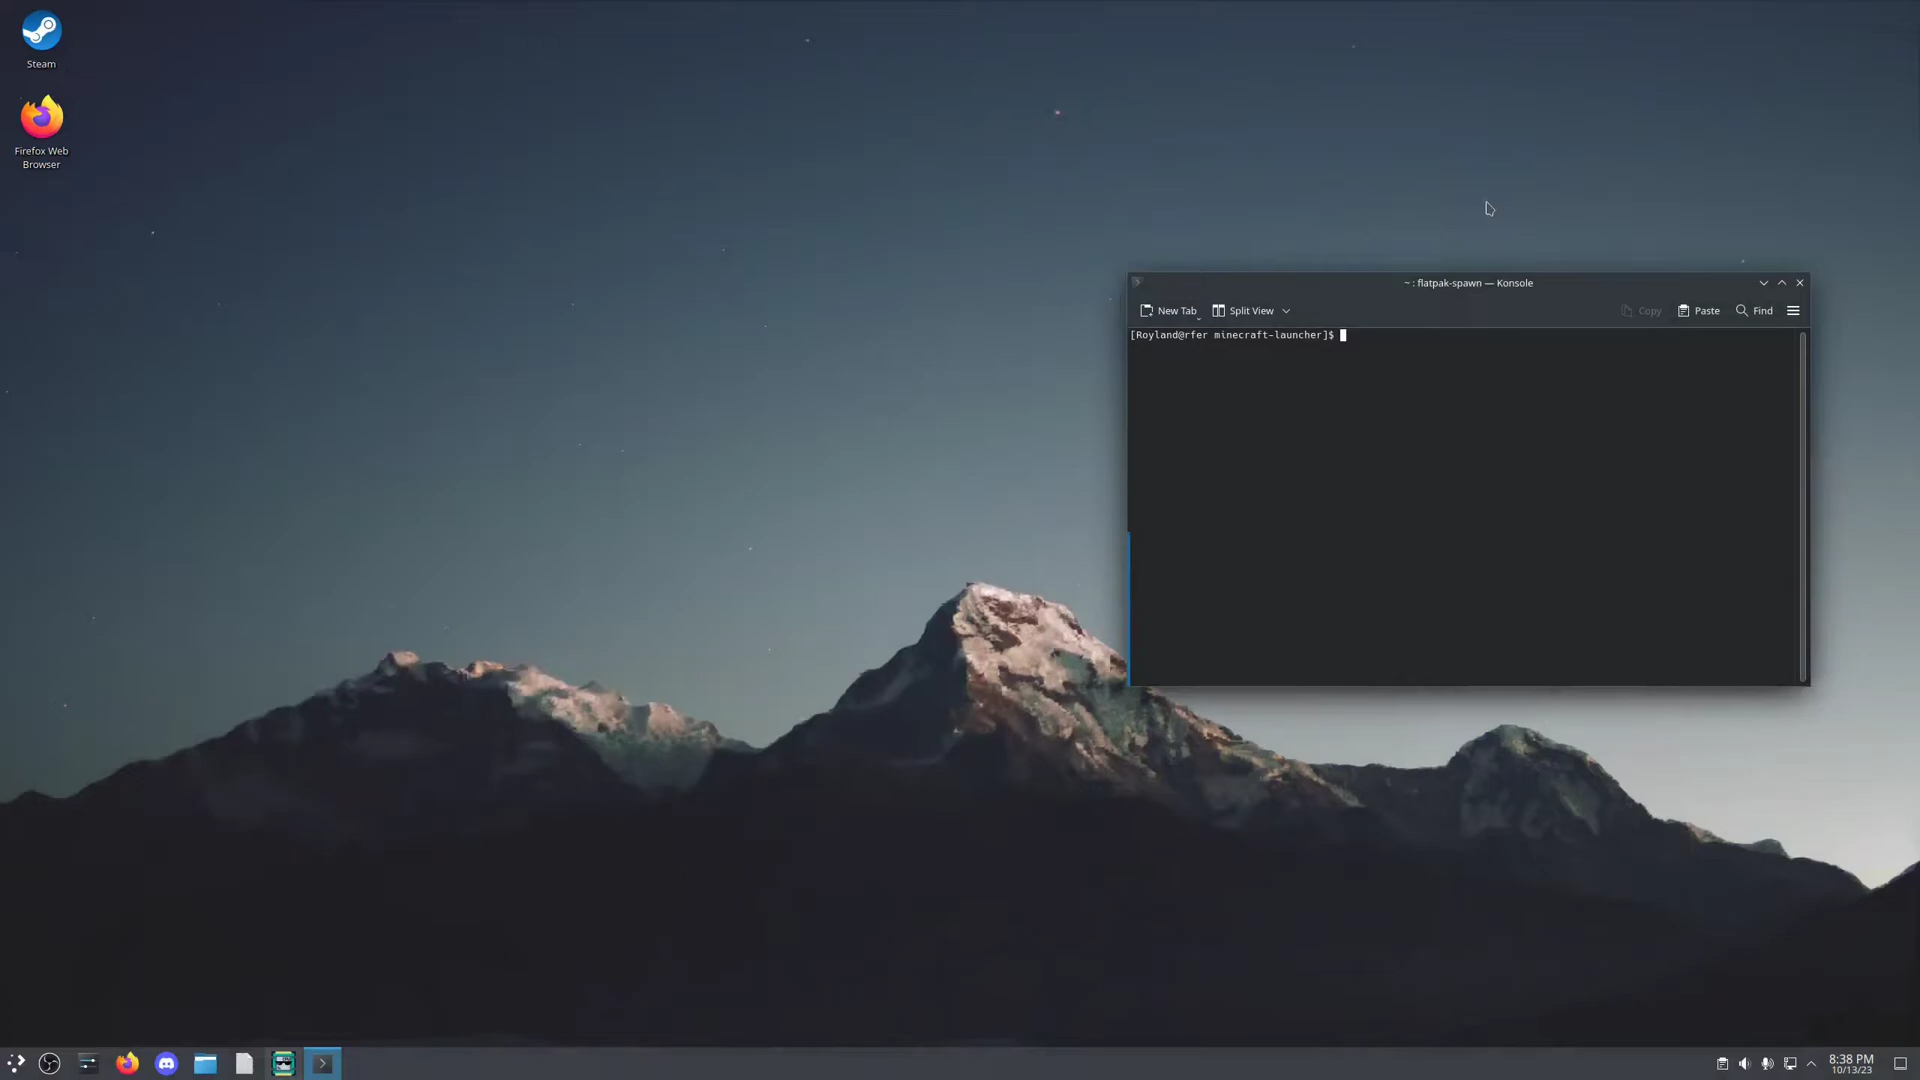 Steam
Firefox Web
Browser
~ : flatpak-spawn — Konsole
New Tab
Split View
Copy
Paste
Find
[Royland@rfer minecraft-launcher]$
8:38 PM
10/13/23